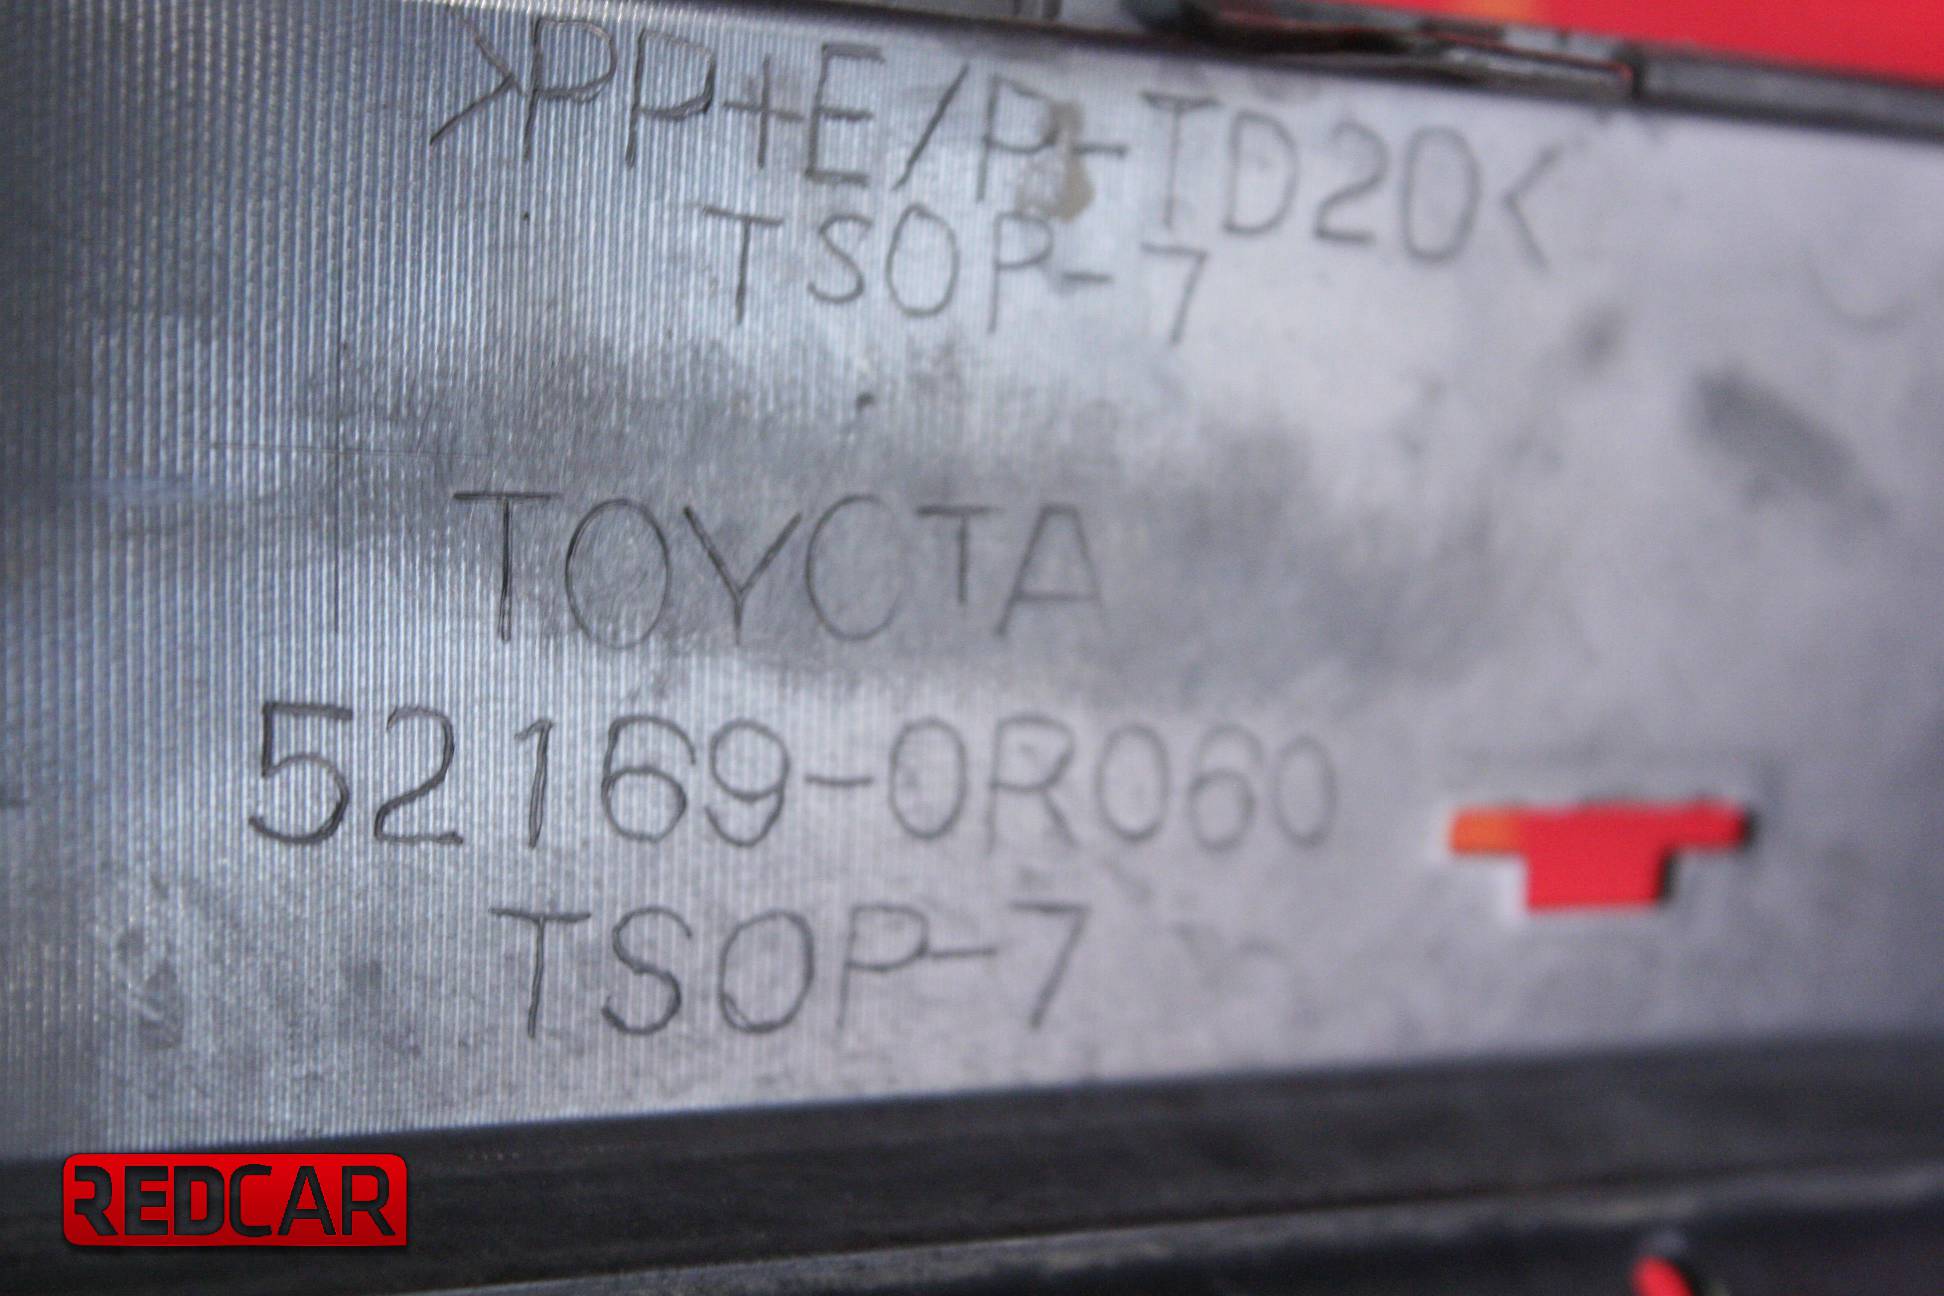 >PP+E/P-TD20<
TSOP-7
TOYOTA
52169-0R060
TSOP-7
REDCAR